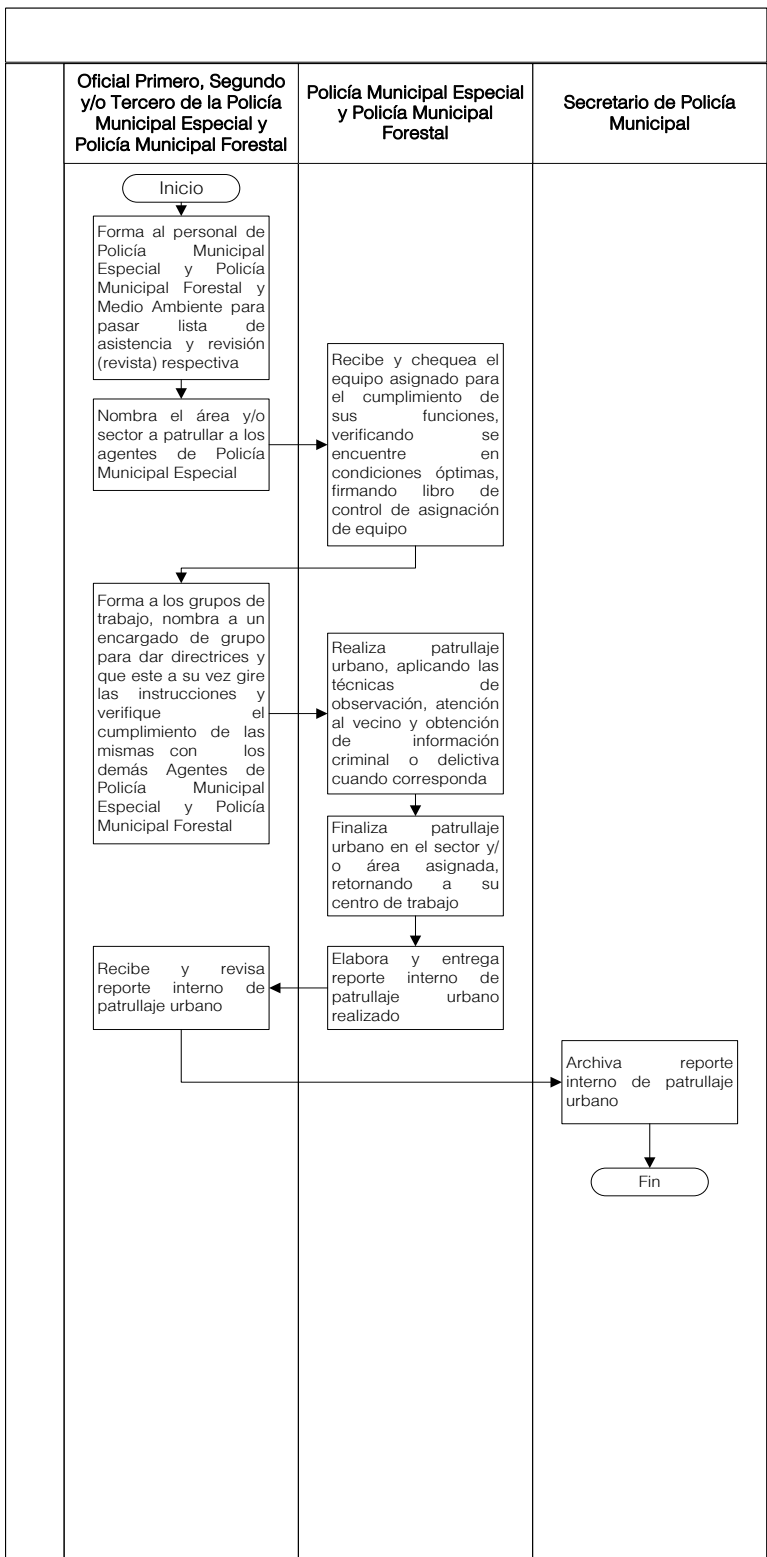 Oficial Primero, Segundo
y/o Tercero de la Policía
Municipal Especial y
Policía Municipal Forestal
Policía Municipal Especial
y Policía Municipal
Forestal
Secretario de Policía
Municipal
Inicio
Forma al personal de
Policía Municipal
Especial y Policía
Municipal Forestal y
Medio Ambiente para
pasar lista de
asistencia y revisión
(revista) respectiva
Nombra el área y/o
sector a patrullar a los
agentes de Policía
Municipal Especial
Recibe y chequea el
equipo asignado para
el cumplimiento de
sus funciones,
verificando se
encuentre en
condiciones óptimas,
firmando libro de
control de asignación
de equipo
Forma a los grupos de
trabajo, nombra a un
encargado de grupo
para dar directrices y
que este a su vez gire
las instrucciones y
verifique el
cumplimiento de las
mismas con los
demás Agentes de
Policía Municipal
Especial y Policía
Municipal Forestal
Realiza patrullaje
urbano, aplicando las
técnicas de
observación, atención
al vecino y obtención
de información
criminal o delictiva
cuando corresponda
Finaliza patrullaje
urbano en el sector y/
o área asignada,
retornando a su
centro de trabajo
Elabora y entrega
reporte interno de
patrullaje urbano
realizado
Recibe y revisa
reporte interno de
patrullaje urbano
Archiva reporte
interno de patrullaje
urbano
Fin